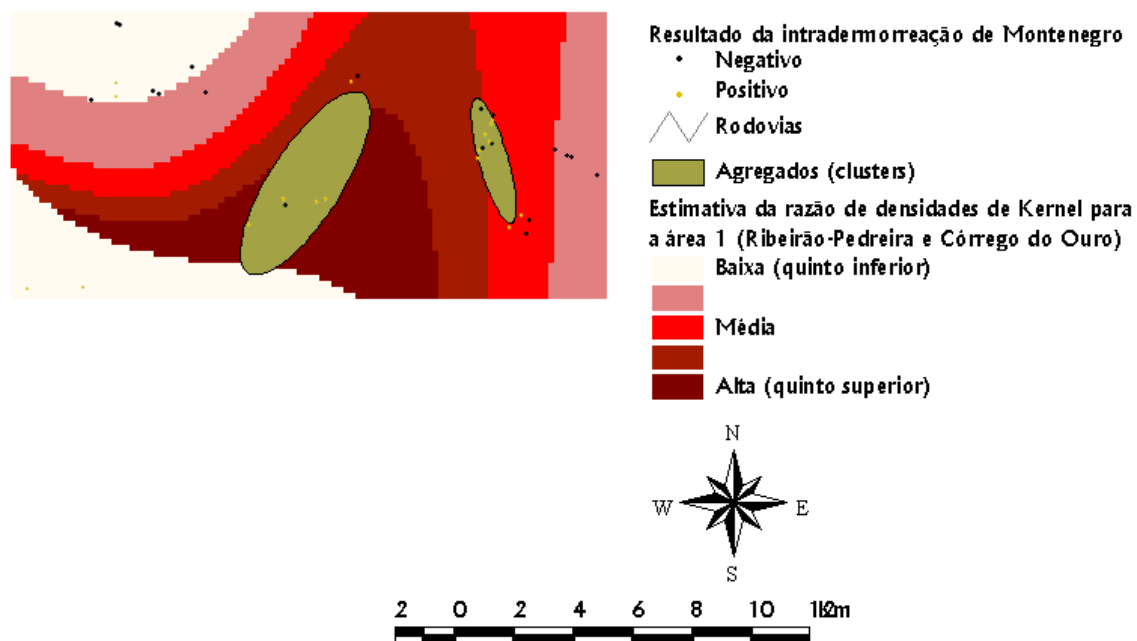 Resultado da intradermorreação de Montenegro
Negativo
Positivo
Rodovias
Agregados (clusters)
Estimativa da razão de densidades de Kernel para
a área 1 (Ribeirão-Pedreira e Córrego do Ouro)
Baixa (quinto inferior)
Média
Alta (quinto superior)
N
W E
S
2 0 2 4 6 8 10 12km